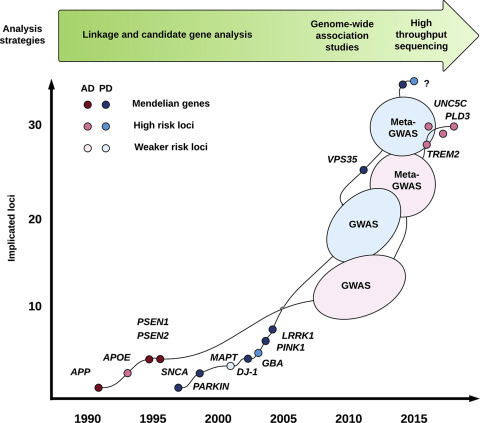 Analysis
strategies
Linkage and candidate gene analysis
Genome-wide
association
studies
High
throughput
sequencing
AD PD
Mendelian genes
High risk loci
Weaker risk loci
?
UNC5C
PLD3
TREM2
Meta-
GWAS
Meta-
GWAS
VPS35
GWAS
GWAS
Implicated loci
30
20
10
PSEN1
PSEN2
APP
APOE
SNCA
PARKIN
MAPT
DJ-1
GBA
PINK1
LRRK1
1990 1995 2000 2005 2010 2015